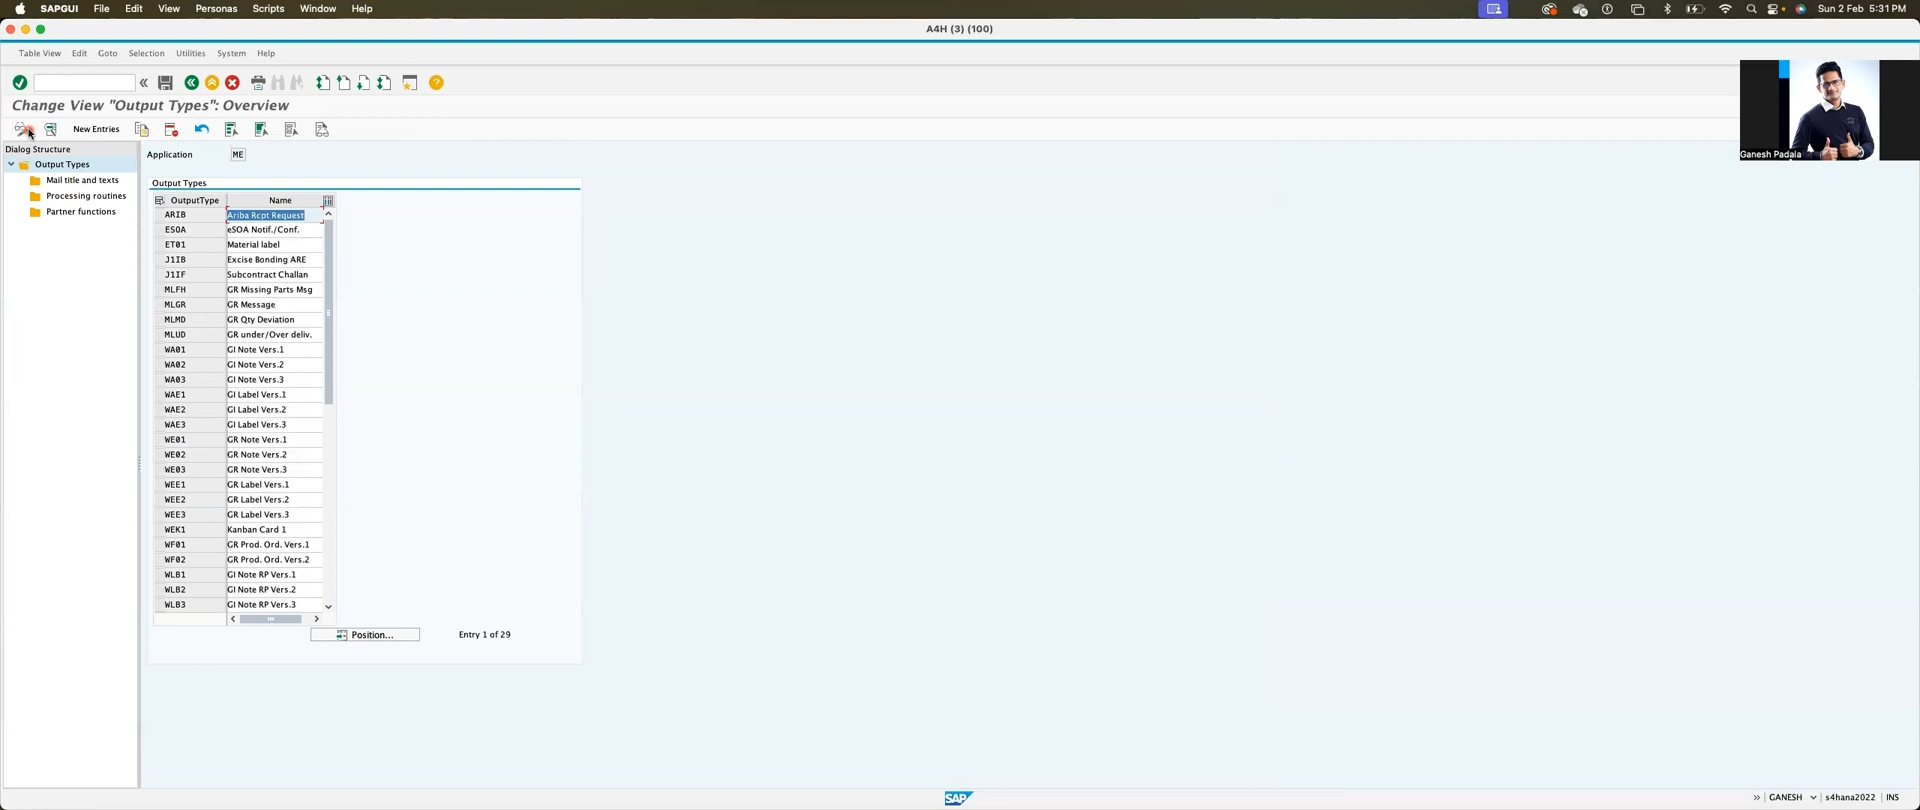 SAPGUI File Edit View Personas Scripts Window Help Sun 2 Feb 5:31 PM
A4H (3) (100)
Table View Edit Goto Selection Utilities System Help
Change View "Output Types": Overview
New Entries
Ganesh Padala
Dialog Structure
Output Types
Mail title and texts
Processing routines
Partner functions
Application ME
Output Types
OutputType Name
ARIB Ariba Rcpt Request
ESOA eSOA Notif./Conf.
ET01 Material label
J1IB Excise Bonding ARE
J1IF Subcontract Challan
MLFH GR Missing Parts Msg
MLGR GR Message
MLMD GR Qty Deviation
MLUD GR under/Over deliv.
WA01 GI Note Vers.1
WA02 GI Note Vers.2
WA03 GI Note Vers.3
WAE1 GI Label Vers.1
WAE2 GI Label Vers.2
WAE3 GI Label Vers.3
WE01 GR Note Vers.1
WE02 GR Note Vers.2
WE03 GR Note Vers.3
WEE1 GR Label Vers.1
WEE2 GR Label Vers.2
WEE3 GR Label Vers.3
WEK1 Kanban Card 1
WF01 GR Prod. Ord. Vers.1
WF02 GR Prod. Ord. Vers.2
WLB1 GI Note RP Vers.1
WLB2 GI Note RP Vers.2
WLB3 GI Note RP Vers.3
Position... Entry 1 of 29
SAP GANESH s4hana2022 INS